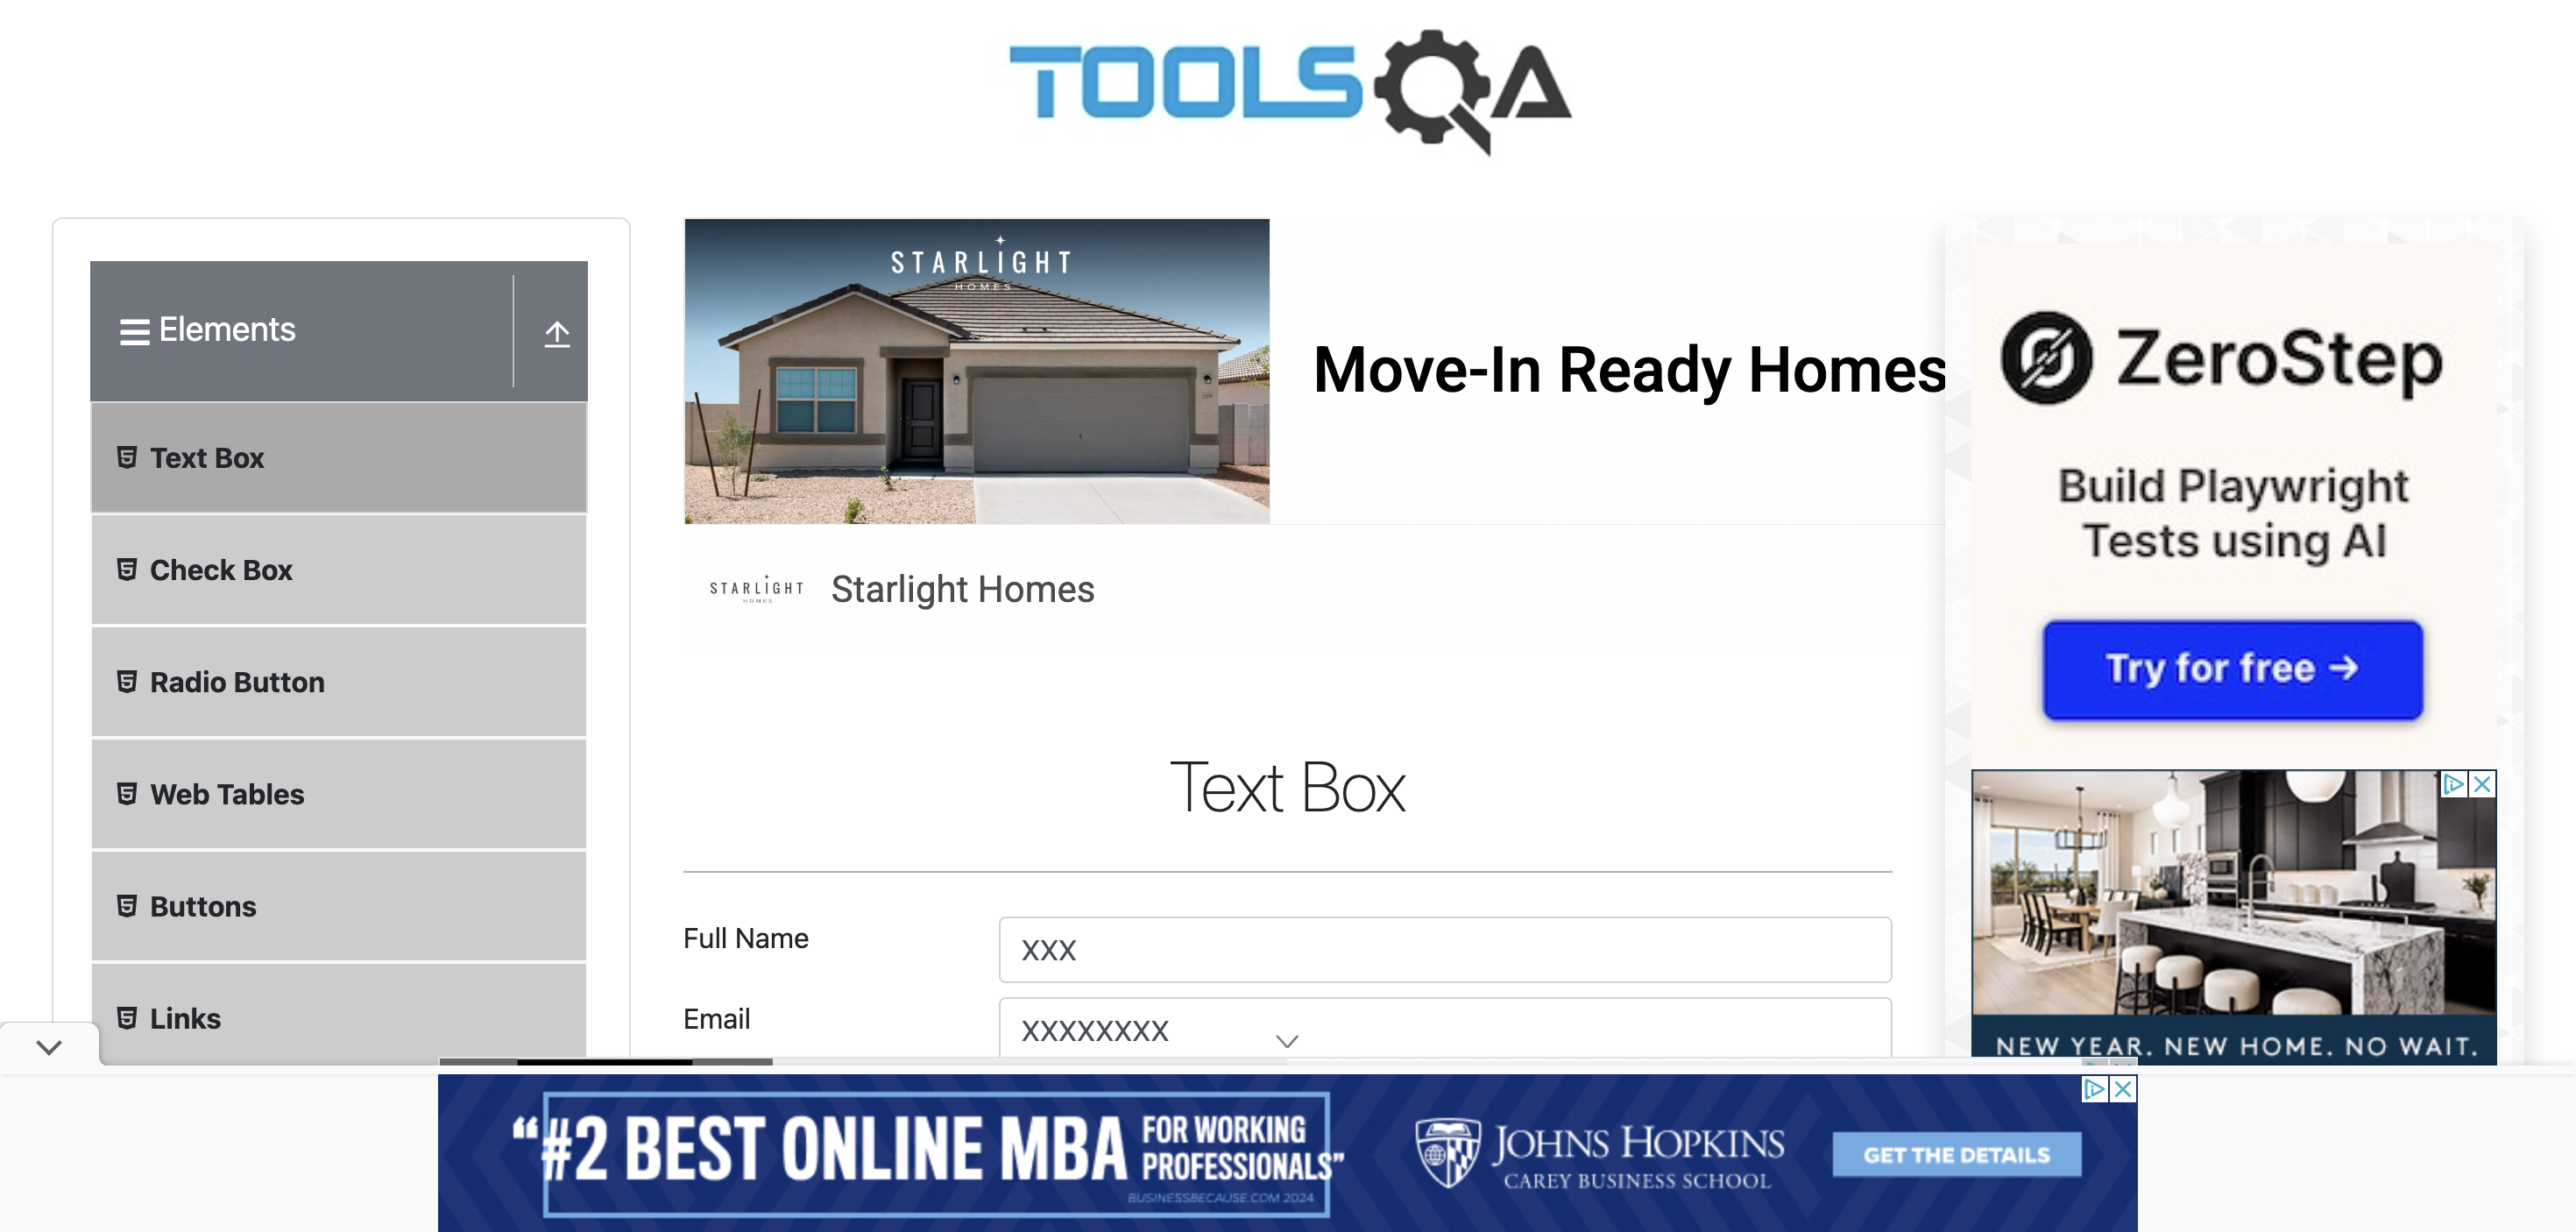 TOOLSQA
Elements
Text Box
Check Box
Radio Button
Web Tables
Buttons
Links
STARLIGHT
HOMES
Move-In Ready Homes
STARLIGHT
HOMES
Starlight Homes
Text Box
Full Name
XXX
Email
XXXXXXXX
ZeroStep
Build Playwright
Tests using AI
Try for free →
NEW YEAR. NEW HOME. NO WAIT.
“#2 BEST ONLINE MBA
FOR WORKING
PROFESSIONALS”
BUSINESSBECAUSE.COM 2024
JOHNS HOPKINS
CAREY BUSINESS SCHOOL
GET THE DETAILS